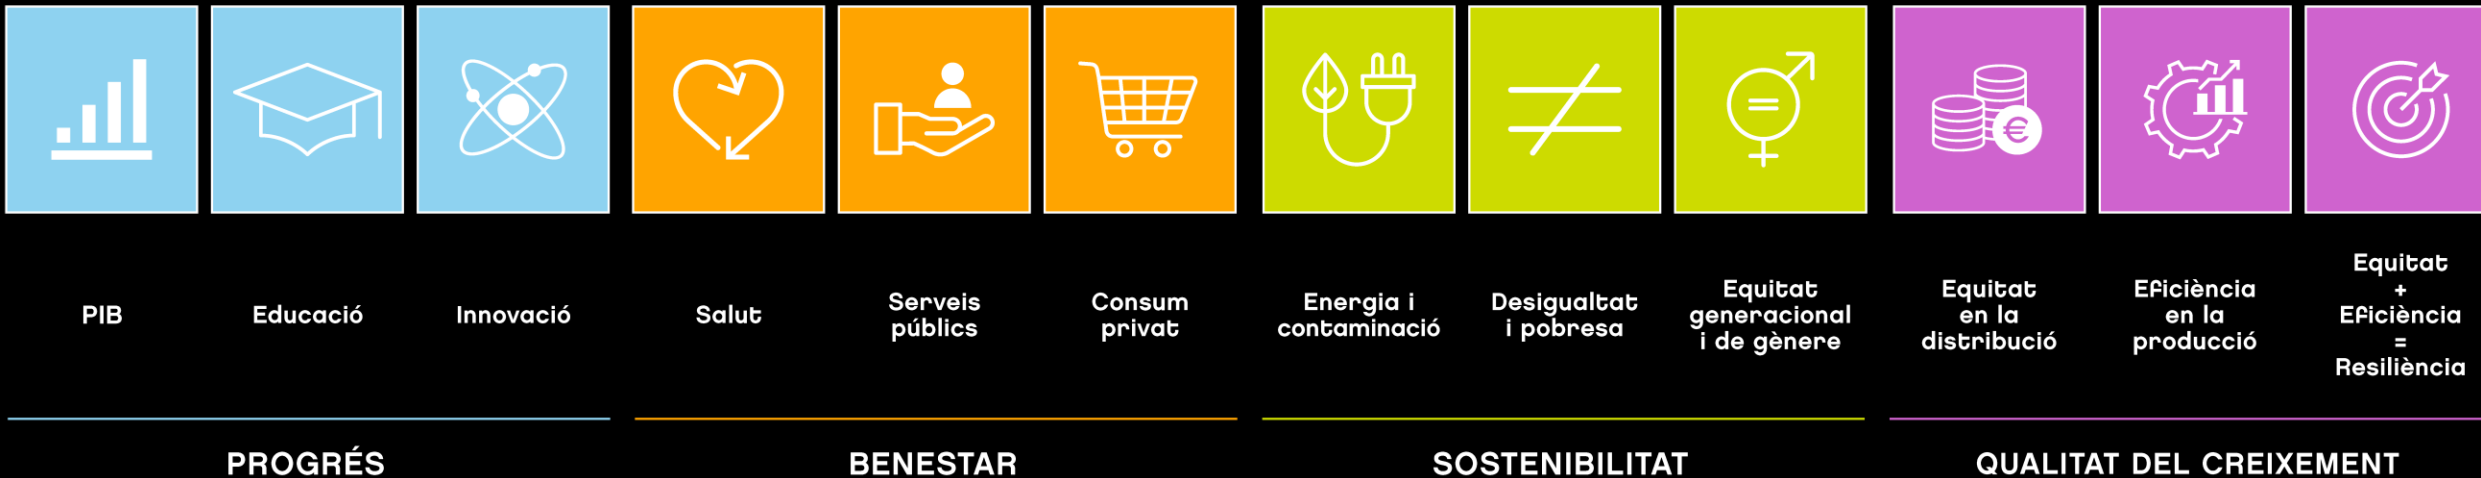 PIB
Educació
Innovació
Salut
Serveis
públics
Consum
privat
Energia i
contaminació
Desigualtat
i pobresa
Equitat
generacional
i de gènere
Equitat
en la
distribució
Eficiència
en la
producció
Equitat
+
Eficiència
=
Resiliència
PROGRÉS
BENESTAR
SOSTENIBILITAT
QUALITAT DEL CREIXEMENT